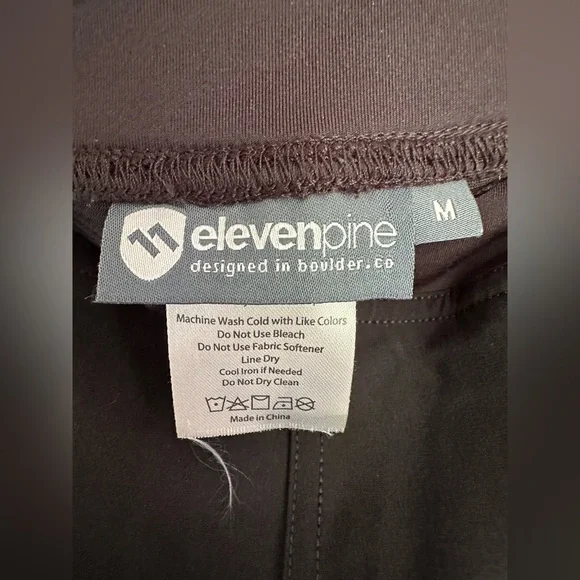 elevenpine
M
designed in boulder.co
Machine Wash Cold with Like Colors
Do Not Use Bleach
Do Not Use Fabric Softener
Line Dry
Cool Iron if Needed
Do Not Dry Clean
Made in China